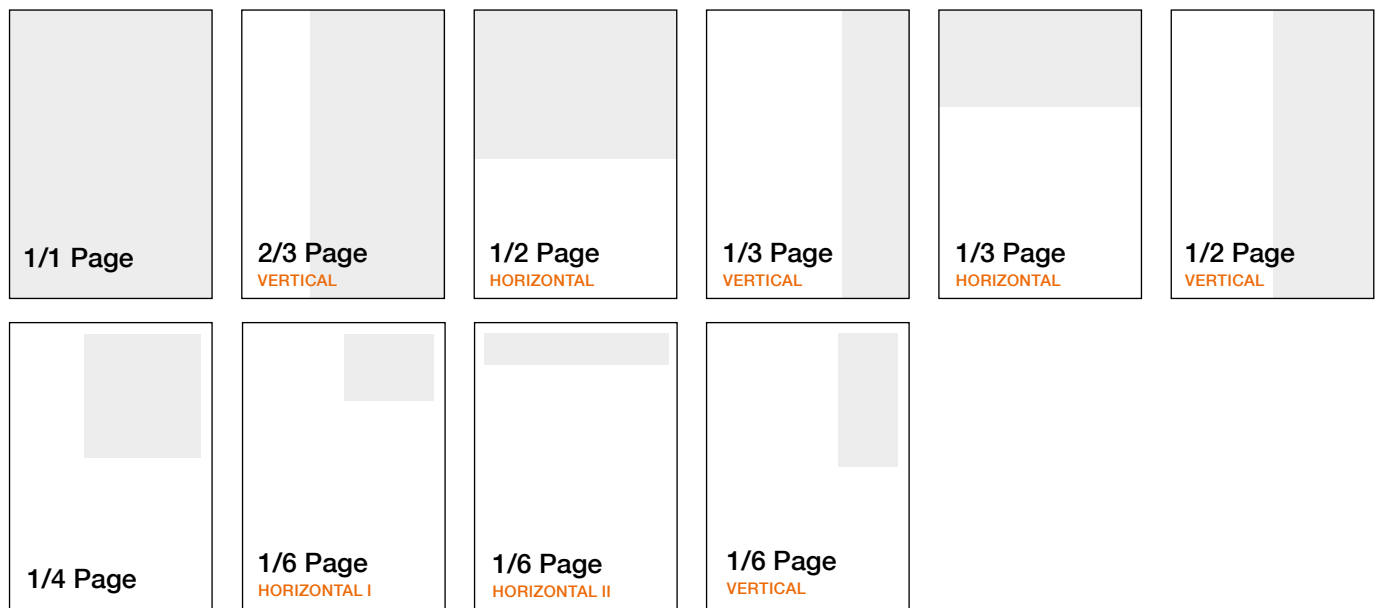 1/1 Page
2/3 Page
VERTICAL
1/2 Page
HORIZONTAL
1/3 Page
VERTICAL
1/3 Page
HORIZONTAL
1/2 Page
VERTICAL
1/4 Page
1/6 Page
HORIZONTAL I
1/6 Page
HORIZONTAL II
1/6 Page
VERTICAL